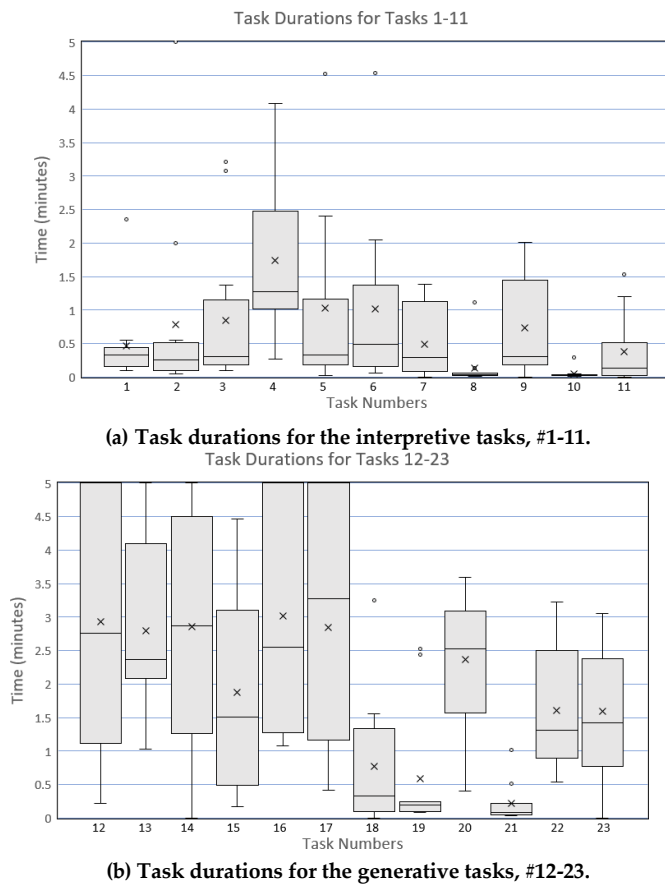 Task Durations for Tasks 1-11
5
4.5
4
3.5
3
2.5
2
1.5
1
0.5
0
Time (minutes)
1 2 3 4 5 6 7 8 9 10 11
Task Numbers
(a) Task durations for the interpretive tasks, #1-11.
Task Durations for Tasks 12-23
5
4.5
4
3.5
3
2.5
2
1.5
1
0.5
0
Time (minutes)
12 13 14 15 16 17 18 19 20 21 22 23
Task Numbers
(b) Task durations for the generative tasks, #12-23.